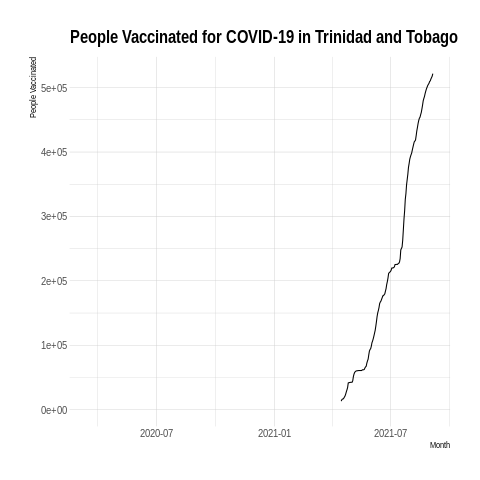 People Vaccinated for COVID-19 in Trinidad and Tobago
People Vaccinated
5e+05
4e+05
3e+05
2e+05
1e+05
0e+00
2020-07 2021-01 2021-07
Month